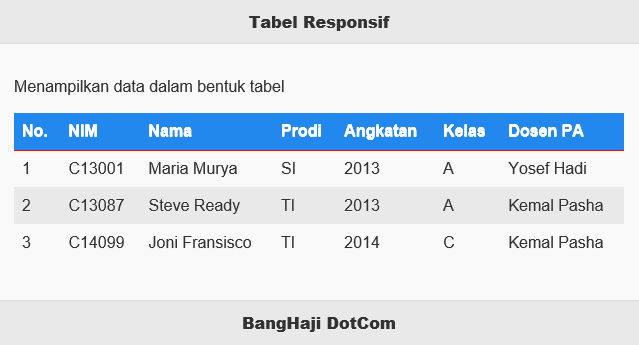 Tabel Responsif
Menampilkan data dalam bentuk tabel
No. NIM Nama Prodi Angkatan Kelas Dosen PA
1 C13001 Maria Murya SI 2013 A Yosef Hadi
2 C13087 Steve Ready TI 2013 A Kemal Pasha
3 C14099 Joni Fransisco TI 2014 C Kemal Pasha
BangHaji DotCom